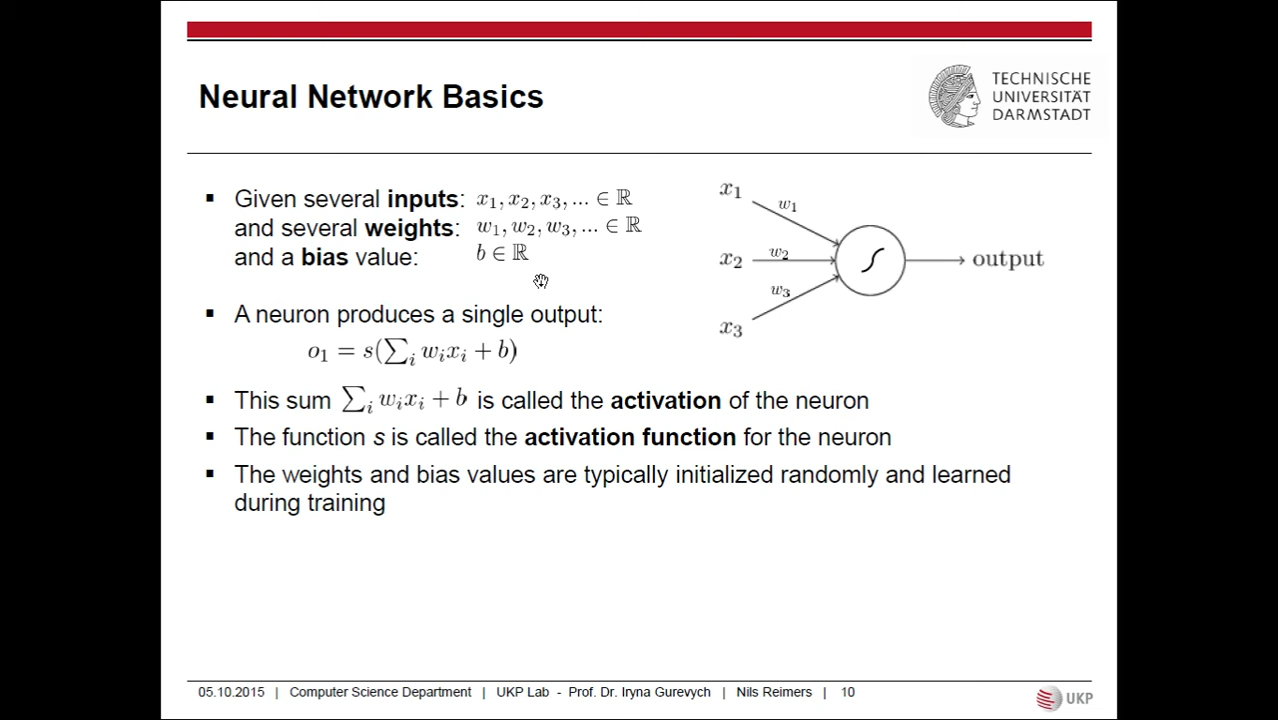 Neural Network Basics
TECHNISCHE
UNIVERSITÄT
DARMSTADT
▪ Given several inputs: x₁, x₂, x₃, ... ∈ ℝ
and several weights: w₁, w₂, w₃, ... ∈ ℝ
and a bias value: b ∈ ℝ
▪ A neuron produces a single output:
o₁ = s(∑ᵢ wᵢxᵢ + b)
▪ This sum ∑ᵢ wᵢxᵢ + b is called the activation of the neuron
▪ The function s is called the activation function for the neuron
▪ The weights and bias values are typically initialized randomly and learned
during training
x₁
w₁
x₂
w₂
w₃
x₃
∫
output
05.10.2015 | Computer Science Department | UKP Lab - Prof. Dr. Iryna Gurevych | Nils Reimers | 10
UKP